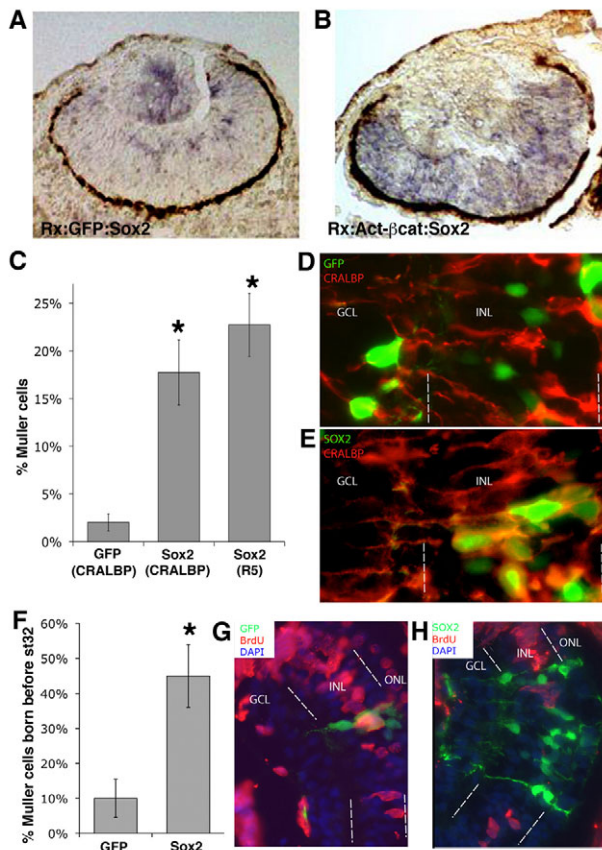 A
Rx:GFP:Sox2
B
Rx:Act-βcat:Sox2
C
% Muller cells
25%
20%
15%
10%
5%
0%
*
*
GFP
(CRALBP)
Sox2
(CRALBP)
Sox2
(R5)
D
GFP
CRALBP
GCL
INL
E
SOX2
CRALBP
GCL
INL
F
% Muller cells born before st32
60%
50%
40%
30%
20%
10%
0%
*
GFP
Sox2
G
GFP
BrdU
DAPI
GCL
INL
ONL
H
SOX2
BrdU
DAPI
GCL
INL
ONL